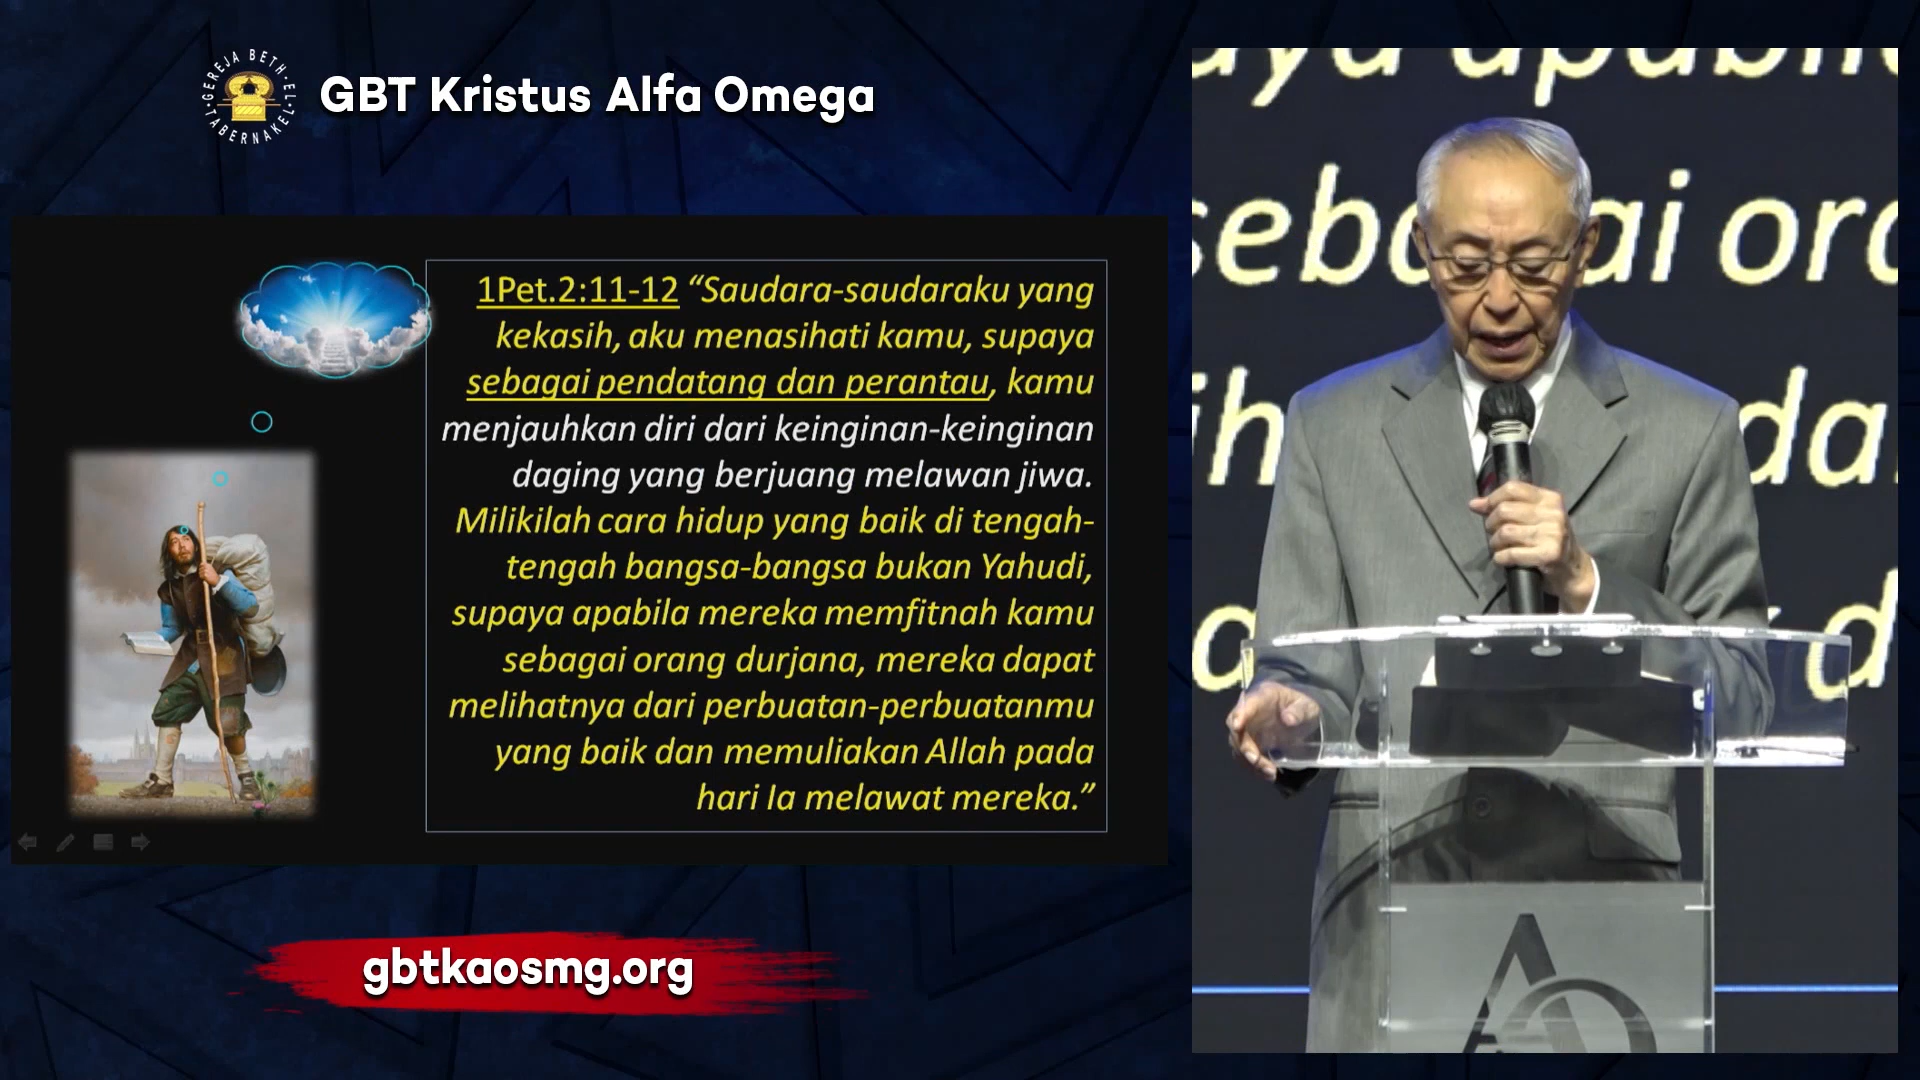 GEREJA BETH-EL
TABERNAKEL
GBT Kristus Alfa Omega
1Pet.2:11-12 “Saudara-saudaraku yang
kekasih, aku menasihati kamu, supaya
sebagai pendatang dan perantau, kamu
menjauhkan diri dari keinginan-keinginan
daging yang berjuang melawan jiwa.
Milikilah cara hidup yang baik di tengah-
tengah bangsa-bangsa bukan Yahudi,
supaya apabila mereka memfitnah kamu
sebagai orang durjana, mereka dapat
melihatnya dari perbuatan-perbuatanmu
yang baik dan memuliakan Allah pada
hari Ia melawat mereka.”
gbtkaosmg.org
AO